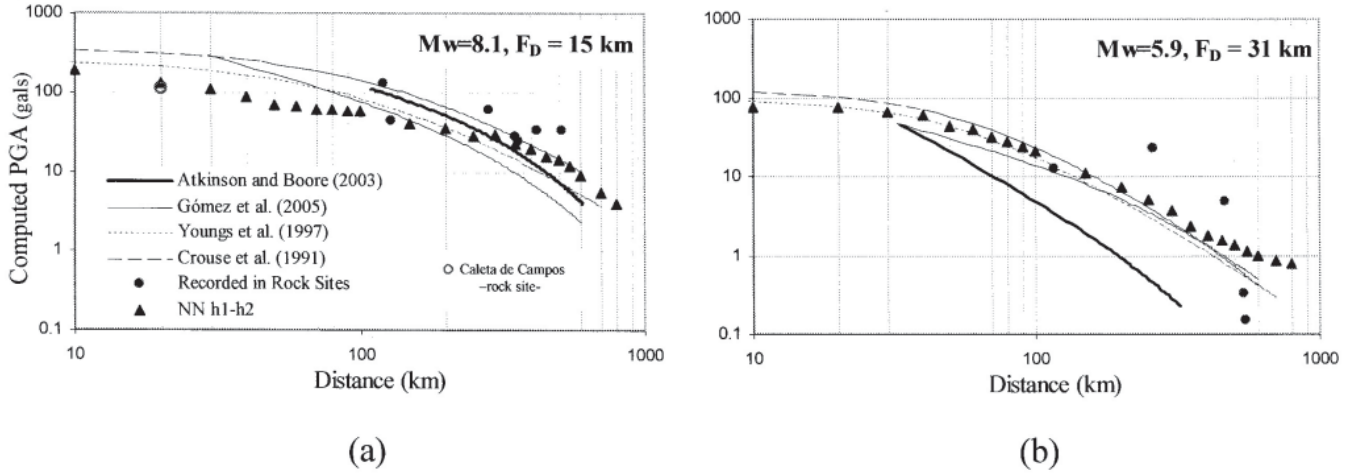 1000
100
10
1
0.1
Computed PGA (gals)
Mw=8.1, F_D = 15 km
Atkinson and Boore (2003)
Gómez et al. (2005)
Youngs et al. (1997)
Crouse et al. (1991)
Recorded in Rock Sites
NN h1-h2
Caleta de Campos
–rock site-
10
100
1000
Distance (km)
(a)
1000
100
10
1
0.1
Mw=5.9, F_D = 31 km
10
100
1000
Distance (km)
(b)